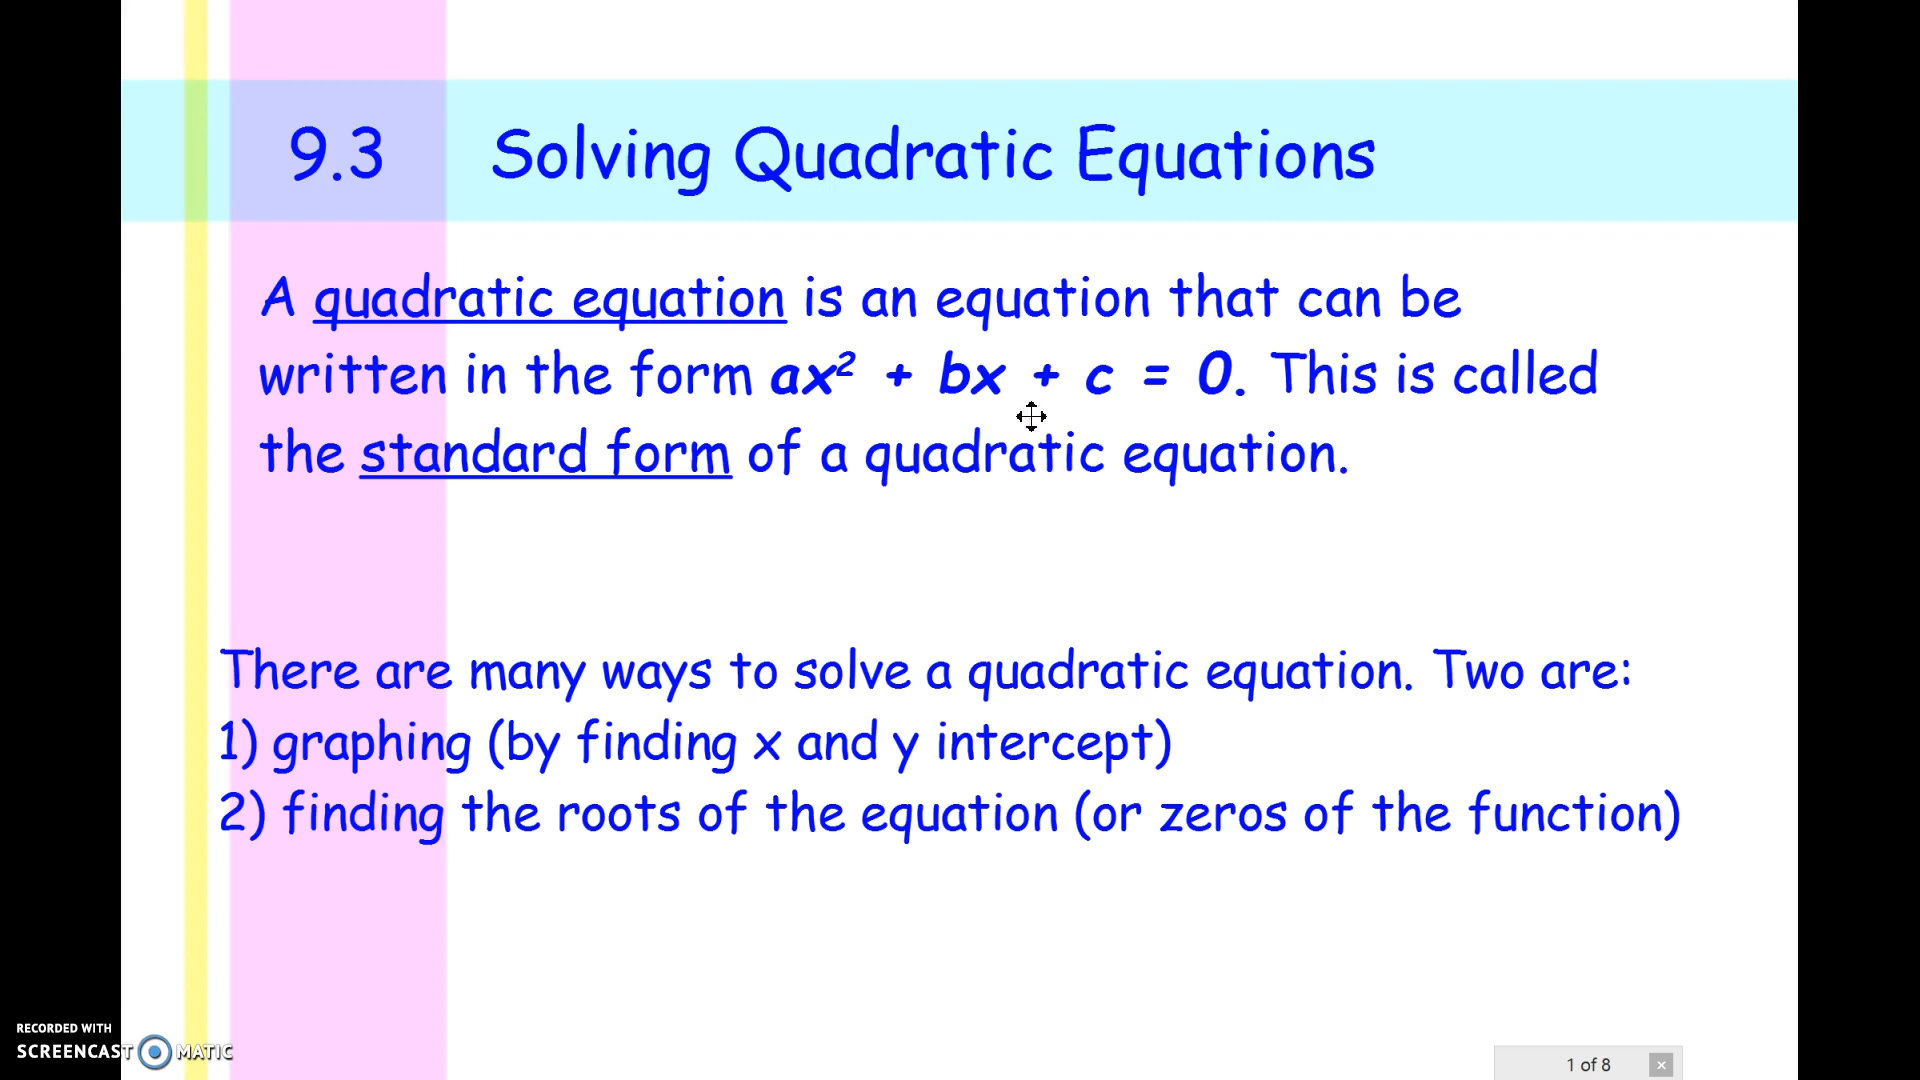 9.3 Solving Quadratic Equations
A quadratic equation is an equation that can be
written in the form ax² + bx + c = 0. This is called
the standard form of a quadratic equation.
There are many ways to solve a quadratic equation. Two are:
1) graphing (by finding x and y intercept)
2) finding the roots of the equation (or zeros of the function)
RECORDED WITH
SCREENCAST MATIC
1 of 8